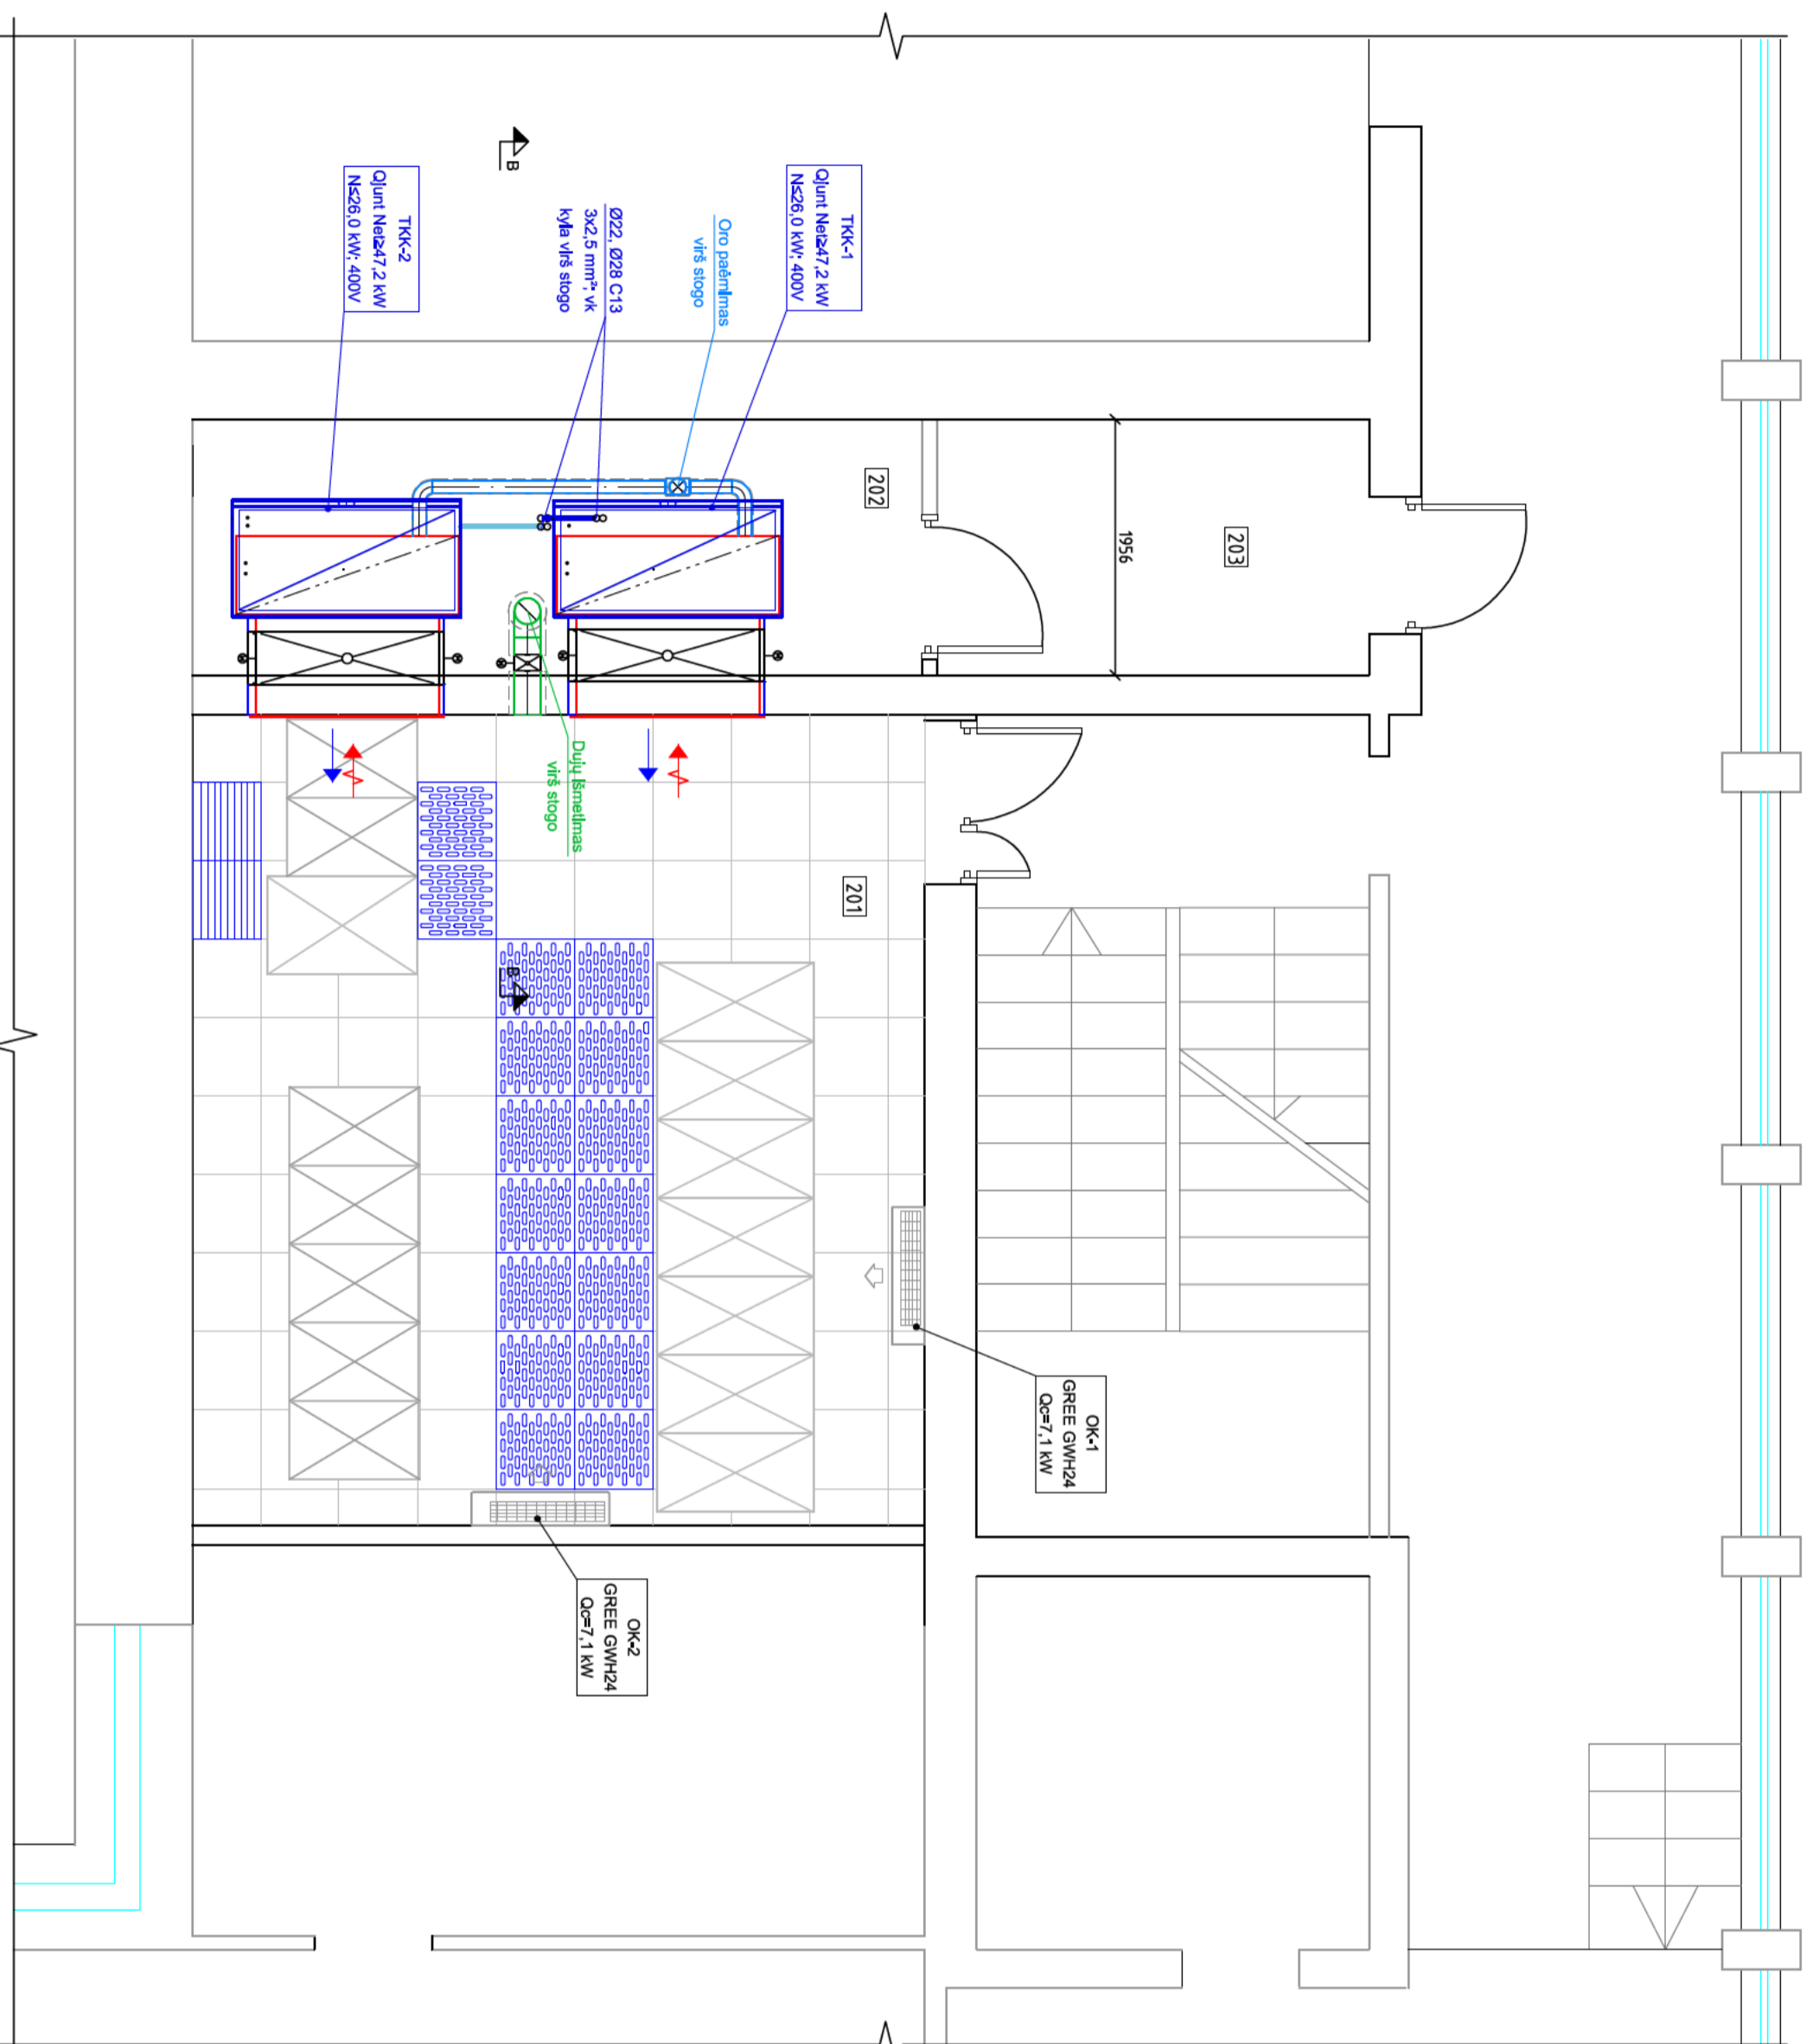 B
TKK-1
Qjunt Net≥47,2 kW
N≤26,0 kW; 400V
Oro paėmimas
virš stogo
Ø22, Ø28 C13
3x2,5 mm²; vk
kyla virš stogo
TKK-2
Qjunt Net≥47,2 kW
N≤26,0 kW; 400V
203
1956
202
Dujų išmetimas
virš stogo
201
B
OK-1
GREE GWH24
Qc=7,1 kW
OK-2
GREE GWH24
Qc=7,1 kW